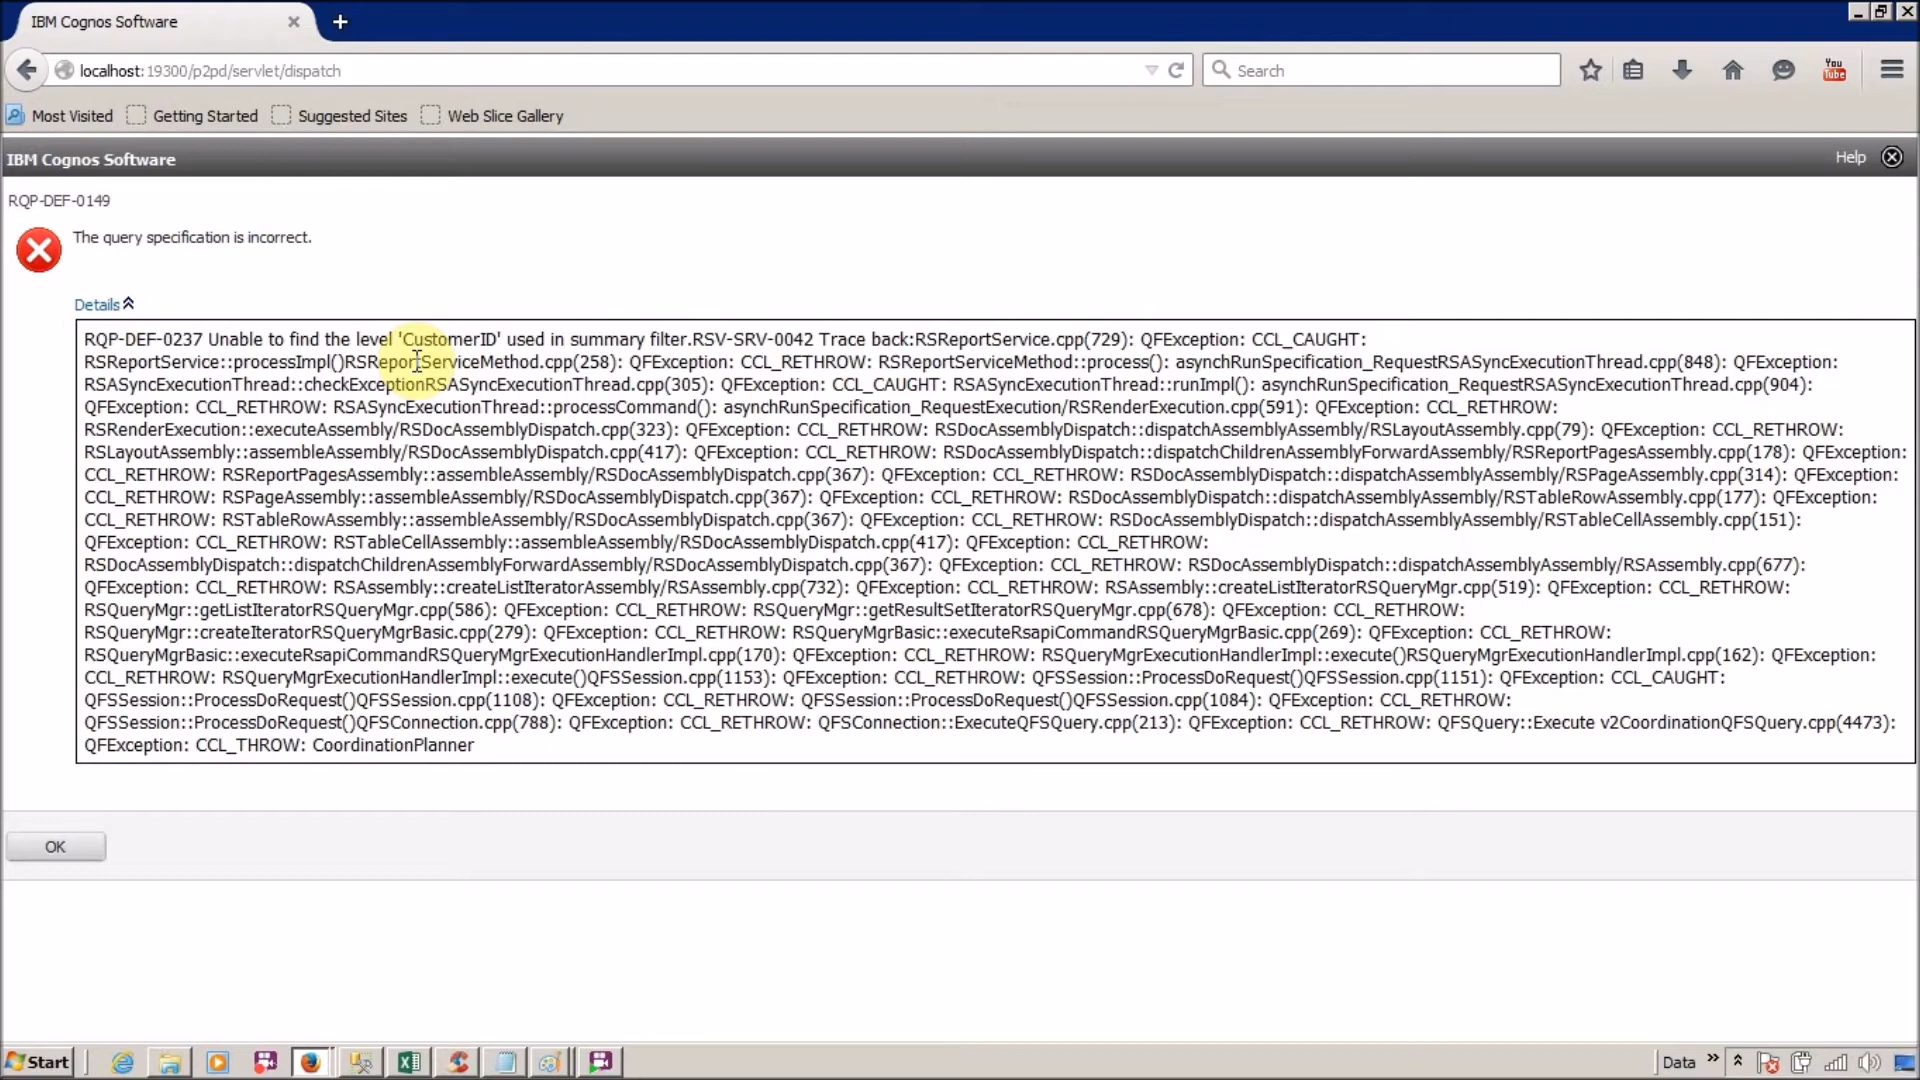 IBM Cognos Software
localhost:19300/p2pd/servlet/dispatch
Search
You
Tube
Most Visited
Getting Started
Suggested Sites
Web Slice Gallery
IBM Cognos Software
Help
RQP-DEF-0149
The query specification is incorrect.
Details
RQP-DEF-0237 Unable to find the level 'CustomerID' used in summary filter.RSV-SRV-0042 Trace back:RSReportService.cpp(729): QFException: CCL_CAUGHT:
RSReportService::processImpl()RSReportServiceMethod.cpp(258): QFException: CCL_RETHROW: RSReportServiceMethod::process(): asynchRunSpecification_RequestRSASyncExecutionThread.cpp(848): QFException:
RSASyncExecutionThread::checkExceptionRSASyncExecutionThread.cpp(305): QFException: CCL_CAUGHT: RSASyncExecutionThread::runImpl(): asynchRunSpecification_RequestRSASyncExecutionThread.cpp(904):
QFException: CCL_RETHROW: RSASyncExecutionThread::processCommand(): asynchRunSpecification_RequestExecution/RSRenderExecution.cpp(591): QFException: CCL_RETHROW:
RSRenderExecution::executeAssembly/RSDocAssemblyDispatch.cpp(323): QFException: CCL_RETHROW: RSDocAssemblyDispatch::dispatchAssemblyAssembly/RSLayoutAssembly.cpp(79): QFException: CCL_RETHROW:
RSLayoutAssembly::assembleAssembly/RSDocAssemblyDispatch.cpp(417): QFException: CCL_RETHROW: RSDocAssemblyDispatch::dispatchChildrenAssemblyForwardAssembly/RSReportPagesAssembly.cpp(178): QFException:
CCL_RETHROW: RSReportPagesAssembly::assembleAssembly/RSDocAssemblyDispatch.cpp(367): QFException: CCL_RETHROW: RSDocAssemblyDispatch::dispatchAssemblyAssembly/RSPageAssembly.cpp(314): QFException:
CCL_RETHROW: RSPageAssembly::assembleAssembly/RSDocAssemblyDispatch.cpp(367): QFException: CCL_RETHROW: RSDocAssemblyDispatch::dispatchAssemblyAssembly/RSTableRowAssembly.cpp(177): QFException:
CCL_RETHROW: RSTableRowAssembly::assembleAssembly/RSDocAssemblyDispatch.cpp(367): QFException: CCL_RETHROW: RSDocAssemblyDispatch::dispatchAssemblyAssembly/RSTableCellAssembly.cpp(151):
QFException: CCL_RETHROW: RSTableCellAssembly::assembleAssembly/RSDocAssemblyDispatch.cpp(417): QFException: CCL_RETHROW:
RSDocAssemblyDispatch::dispatchChildrenAssemblyForwardAssembly/RSDocAssemblyDispatch.cpp(367): QFException: CCL_RETHROW: RSDocAssemblyDispatch::dispatchAssemblyAssembly/RSAssembly.cpp(677):
QFException: CCL_RETHROW: RSAssembly::createListIteratorAssembly/RSAssembly.cpp(732): QFException: CCL_RETHROW: RSAssembly::createListIteratorRSQueryMgr.cpp(519): QFException: CCL_RETHROW:
RSQueryMgr::getListIteratorRSQueryMgr.cpp(586): QFException: CCL_RETHROW: RSQueryMgr::getResultSetIteratorRSQueryMgr.cpp(678): QFException: CCL_RETHROW:
RSQueryMgr::createIteratorRSQueryMgrBasic.cpp(279): QFException: CCL_RETHROW: RSQueryMgrBasic::executeRsapiCommandRSQueryMgrBasic.cpp(269): QFException: CCL_RETHROW:
RSQueryMgrBasic::executeRsapiCommandRSQueryMgrExecutionHandlerImpl.cpp(170): QFException: CCL_RETHROW: RSQueryMgrExecutionHandlerImpl::execute()RSQueryMgrExecutionHandlerImpl.cpp(162): QFException:
CCL_RETHROW: RSQueryMgrExecutionHandlerImpl::execute()QFSSession.cpp(1153): QFException: CCL_RETHROW: QFSSession::ProcessDoRequest()QFSSession.cpp(1151): QFException: CCL_CAUGHT:
QFSSession::ProcessDoRequest()QFSSession.cpp(1108): QFException: CCL_RETHROW: QFSSession::ProcessDoRequest()QFSSession.cpp(1084): QFException: CCL_RETHROW:
QFSSession::ProcessDoRequest()QFSConnection.cpp(788): QFException: CCL_RETHROW: QFSConnection::ExecuteQFSQuery.cpp(213): QFException: CCL_RETHROW: QFSQuery::Execute v2CoordinationQFSQuery.cpp(4473):
QFException: CCL_THROW: CoordinationPlanner
OK
Start
Data